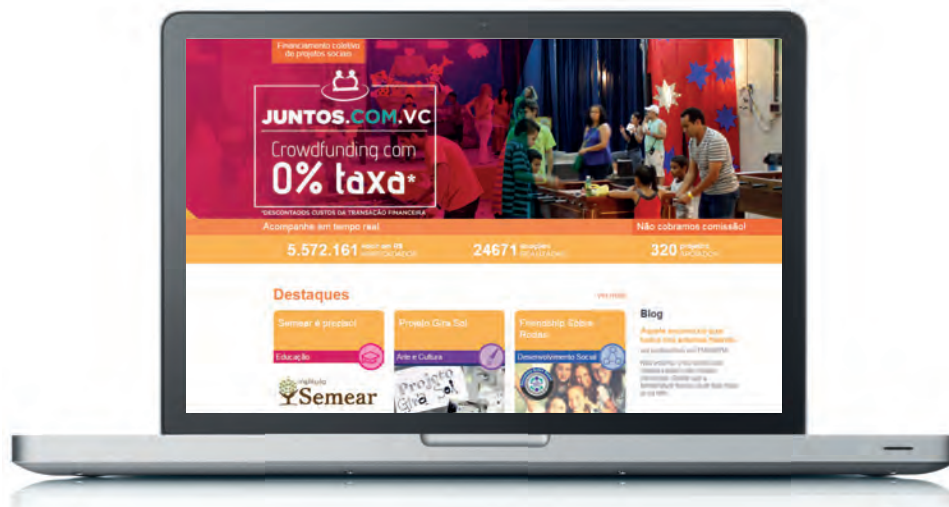 Financiamento coletivo
de projetos sociais
JUNTOS.COM.VC
Crowdfunding com
0% taxa*
*DESCONTADOS CUSTOS DA TRANSAÇÃO FINANCEIRA
Acompanhe em tempo real
Não cobramos comissão!
5.572.161
24671
320
Destaques
Semear é preciso!
Educação
Instituto
Semear
Projeto Gira Sol
Arte e Cultura
Projeto
Gira Sol
Friendship Sobre
Rodas
Desenvolvimento Social
Blog